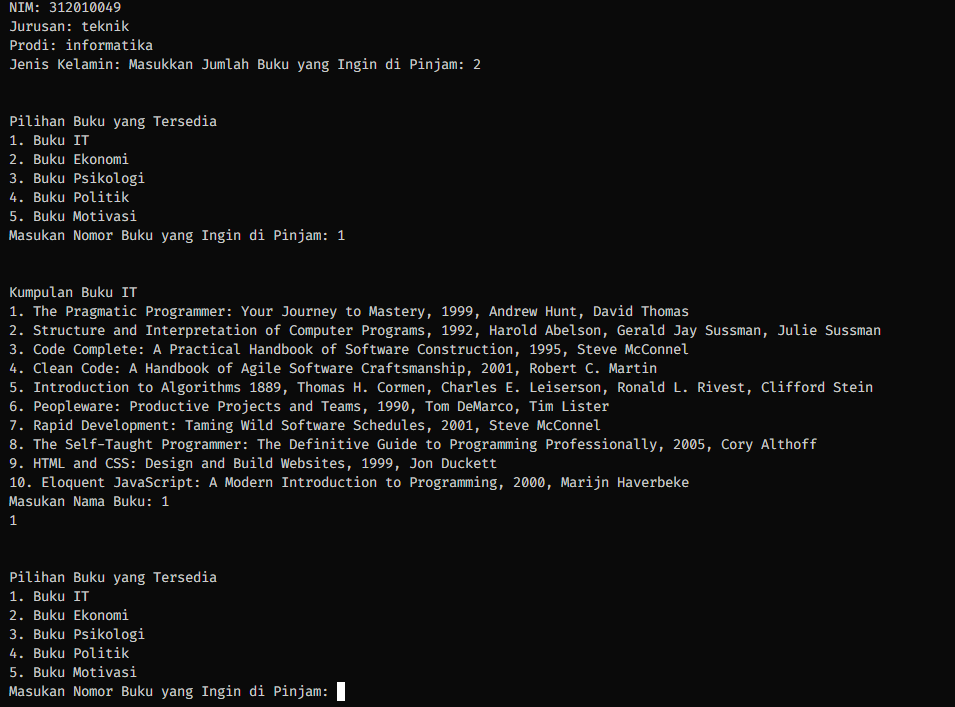 NIM: 312010049
Jurusan: teknik
Prodi: informatika
Jenis Kelamin: Masukkan Jumlah Buku yang Ingin di Pinjam: 2
Pilihan Buku yang Tersedia
1. Buku IT
2. Buku Ekonomi
3. Buku Psikologi
4. Buku Politik
5. Buku Motivasi
Masukan Nomor Buku yang Ingin di Pinjam: 1
Kumpulan Buku IT
1. The Pragmatic Programmer: Your Journey to Mastery, 1999, Andrew Hunt, David Thomas
2. Structure and Interpretation of Computer Programs, 1992, Harold Abelson, Gerald Jay Sussman, Julie Sussman
3. Code Complete: A Practical Handbook of Software Construction, 1995, Steve McConnel
4. Clean Code: A Handbook of Agile Software Craftsmanship, 2001, Robert C. Martin
5. Introduction to Algorithms 1889, Thomas H. Cormen, Charles E. Leiserson, Ronald L. Rivest, Clifford Stein
6. Peopleware: Productive Projects and Teams, 1990, Tom DeMarco, Tim Lister
7. Rapid Development: Taming Wild Software Schedules, 2001, Steve McConnel
8. The Self-Taught Programmer: The Definitive Guide to Programming Professionally, 2005, Cory Althoff
9. HTML and CSS: Design and Build Websites, 1999, Jon Duckett
10. Eloquent JavaScript: A Modern Introduction to Programming, 2000, Marijn Haverbeke
Masukan Nama Buku: 1
1
Pilihan Buku yang Tersedia
1. Buku IT
2. Buku Ekonomi
3. Buku Psikologi
4. Buku Politik
5. Buku Motivasi
Masukan Nomor Buku yang Ingin di Pinjam: